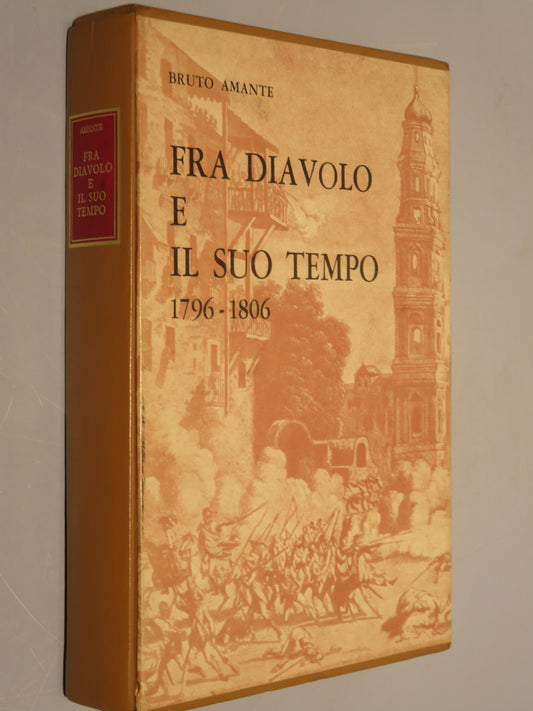 AMANTE
FRA
DIAVOLO
E
IL SUO
TEMPO
BRUTO AMANTE
FRA DIAVOLO
E
IL SUO TEMPO
1796-1806